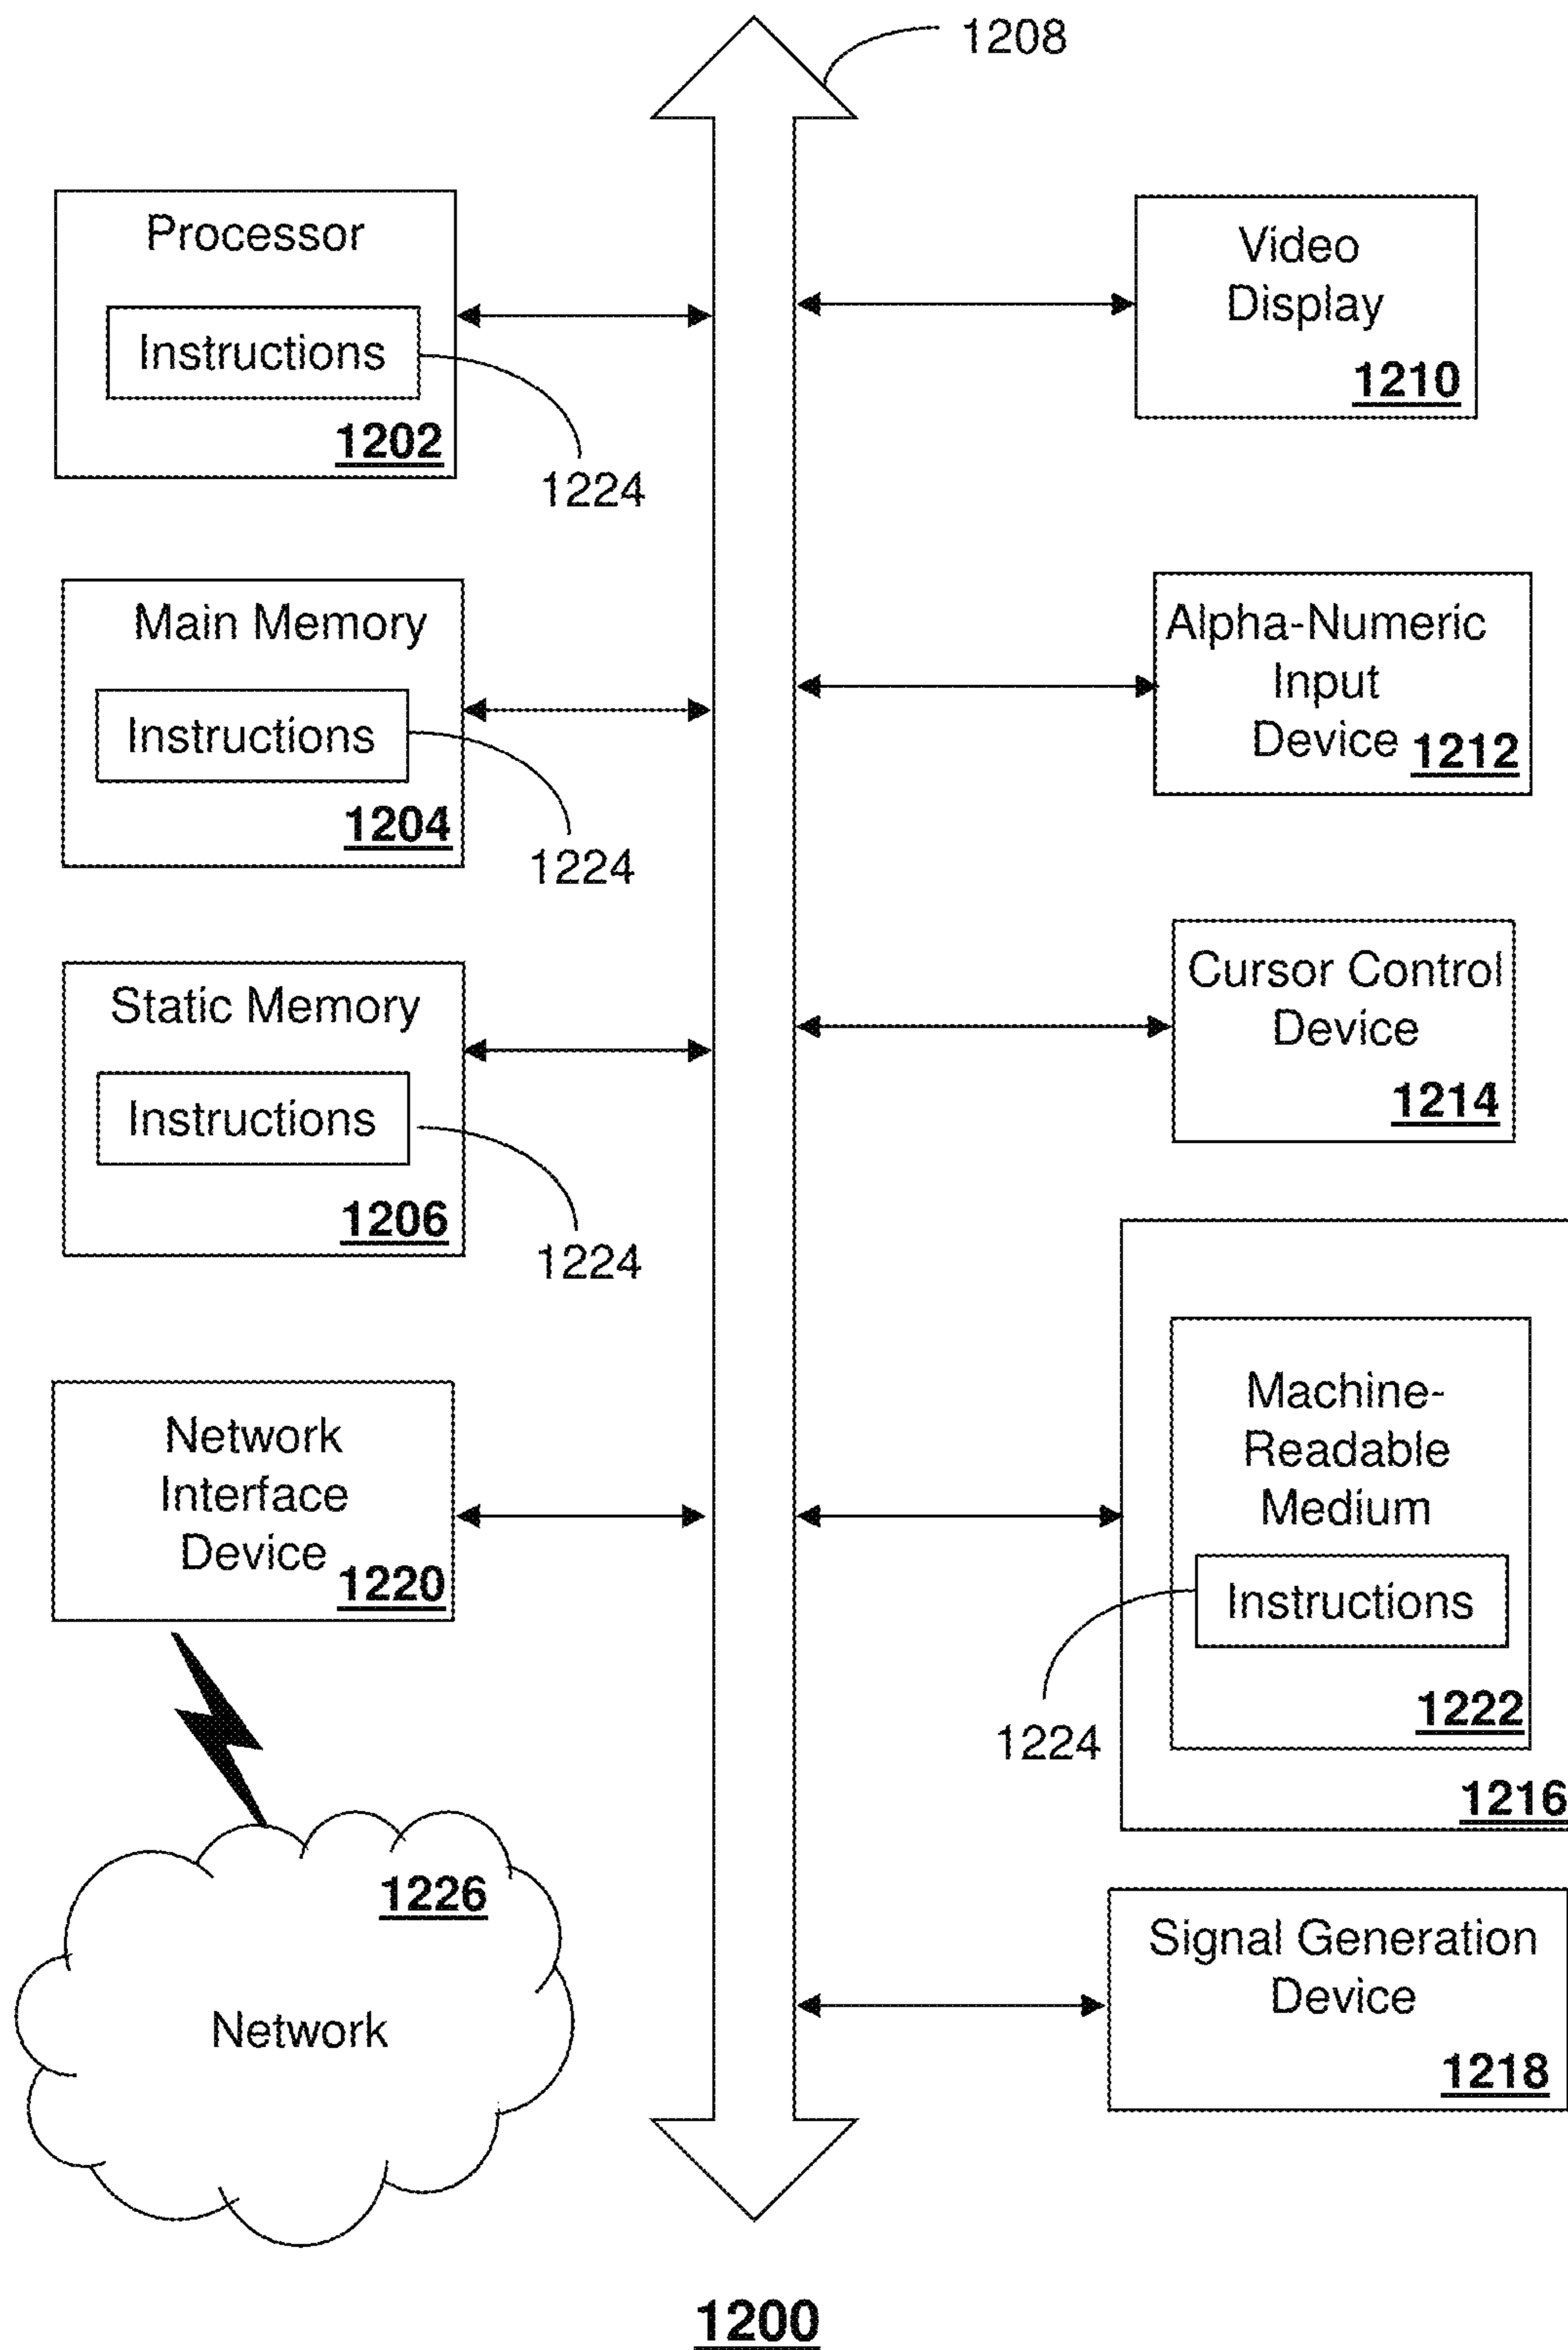 1208
Processor
Instructions
1202
1224
Main Memory
Instructions
1204
1224
Static Memory
Instructions
1206
1224
Network
Interface
Device
1220
1226
Network
Video
Display
1210
Alpha-Numeric
Input
Device 1212
Cursor Control
Device
1214
Machine-
Readable
Medium
Instructions
1222
1224
1216
Signal Generation
Device
1218
1200